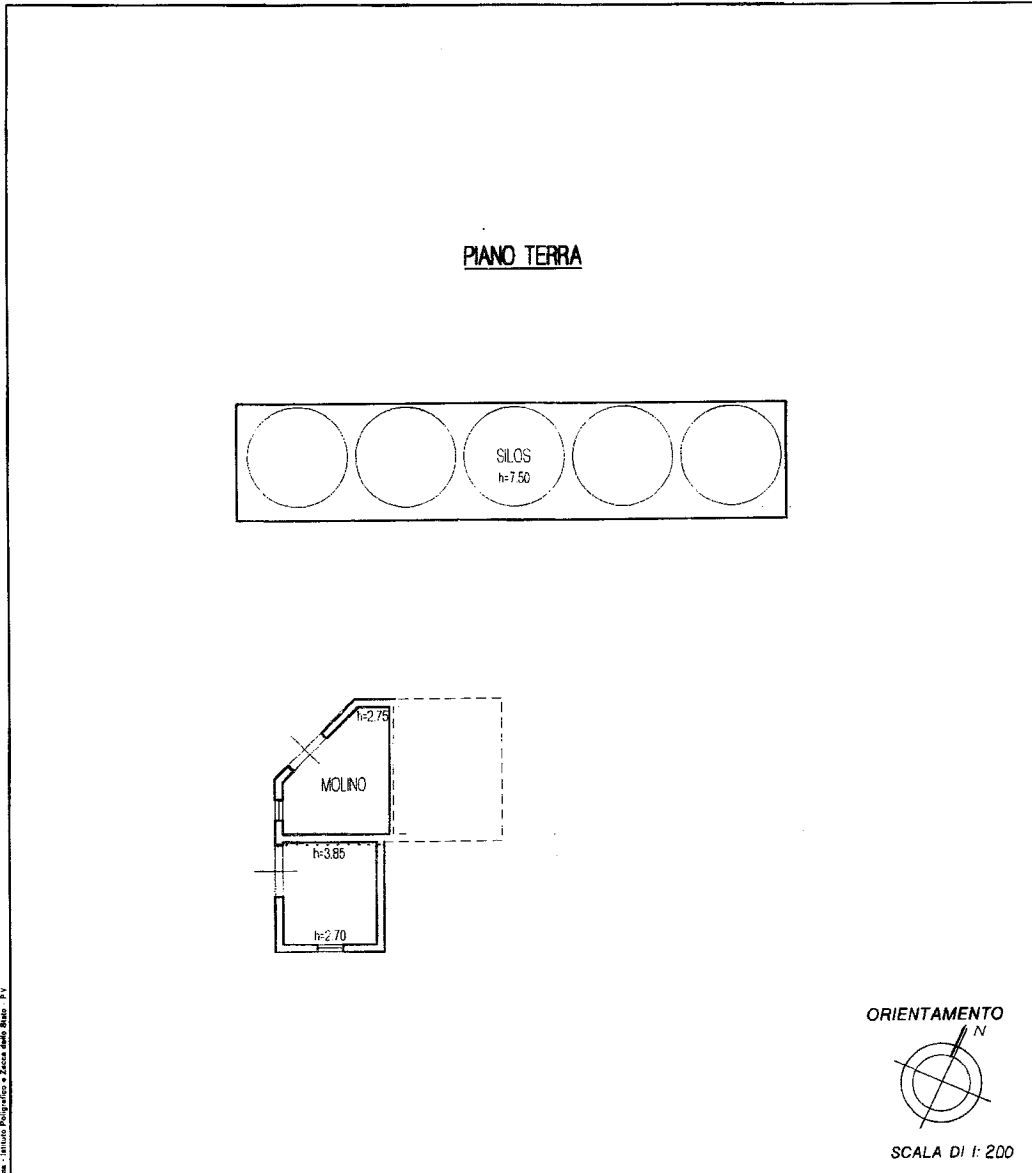 PIANO TERRA
SILOS
h=7.50
h=2.75
MOLINO
h=3.85
h=2.70
ORIENTAMENTO
N
SCALA DI 1: 200
Istituto Poligrafico e Zecca dello Stato - P.V.